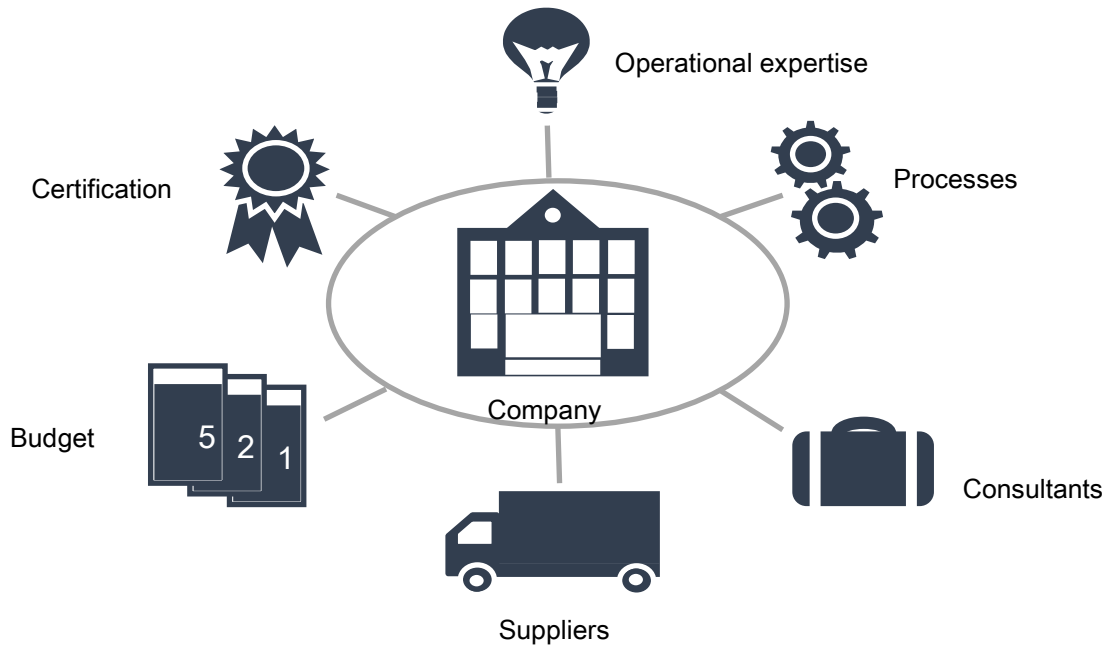 Operational expertise
Certification
Processes
Company
Budget
5
2
1
Consultants
Suppliers